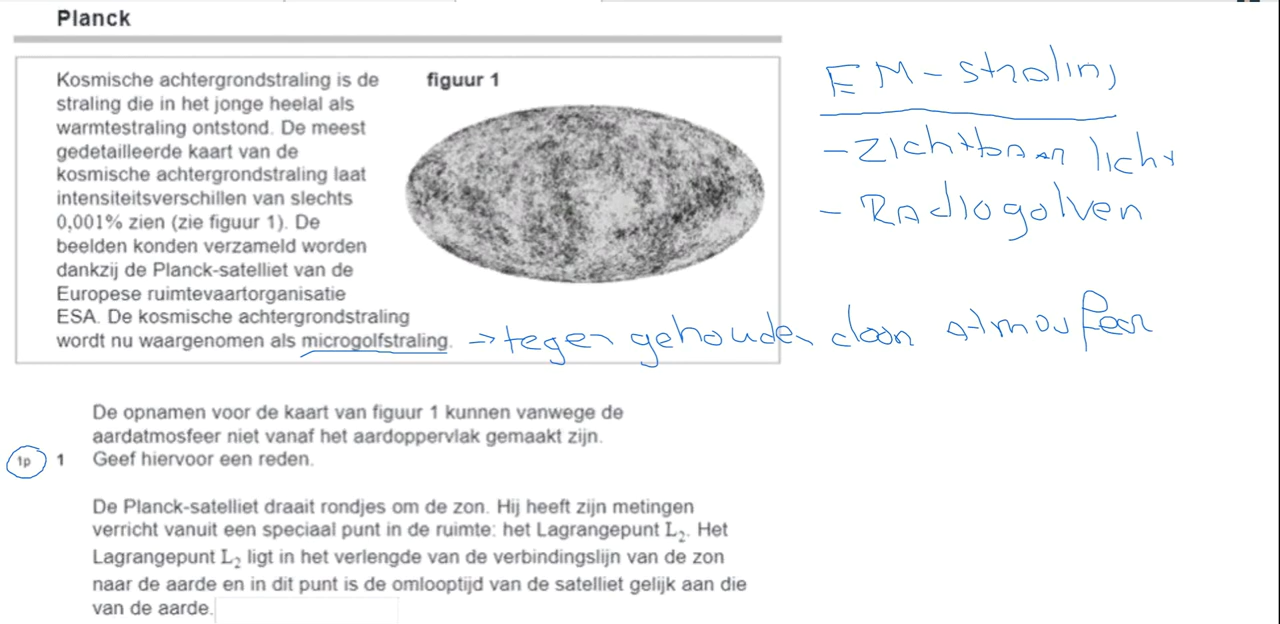 Planck
Kosmische achtergrondstraling is de
straling die in het jonge heelal als
warmtestraling ontstond. De meest
gedetailleerde kaart van de
kosmische achtergrondstraling laat
intensiteitsverschillen van slechts
0,001% zien (zie figuur 1). De
beelden konden verzameld worden
dankzij de Planck-satelliet van de
Europese ruimtevaartorganisatie
ESA. De kosmische achtergrondstraling
wordt nu waargenomen als microgolfstraling. → tegen gehouden door atmosfeer
figuur 1
EM-straling
- zichtbaar licht
- Radiogolven
De opnamen voor de kaart van figuur 1 kunnen vanwege de
aardatmosfeer niet vanaf het aardoppervlak gemaakt zijn.
1p 1 Geef hiervoor een reden.
De Planck-satelliet draait rondjes om de zon. Hij heeft zijn metingen
verricht vanuit een speciaal punt in de ruimte: het Lagrangepunt L₂. Het
Lagrangepunt L₂ ligt in het verlengde van de verbindingslijn van de zon
naar de aarde en in dit punt is de omlooptijd van de satelliet gelijk aan die
van de aarde.